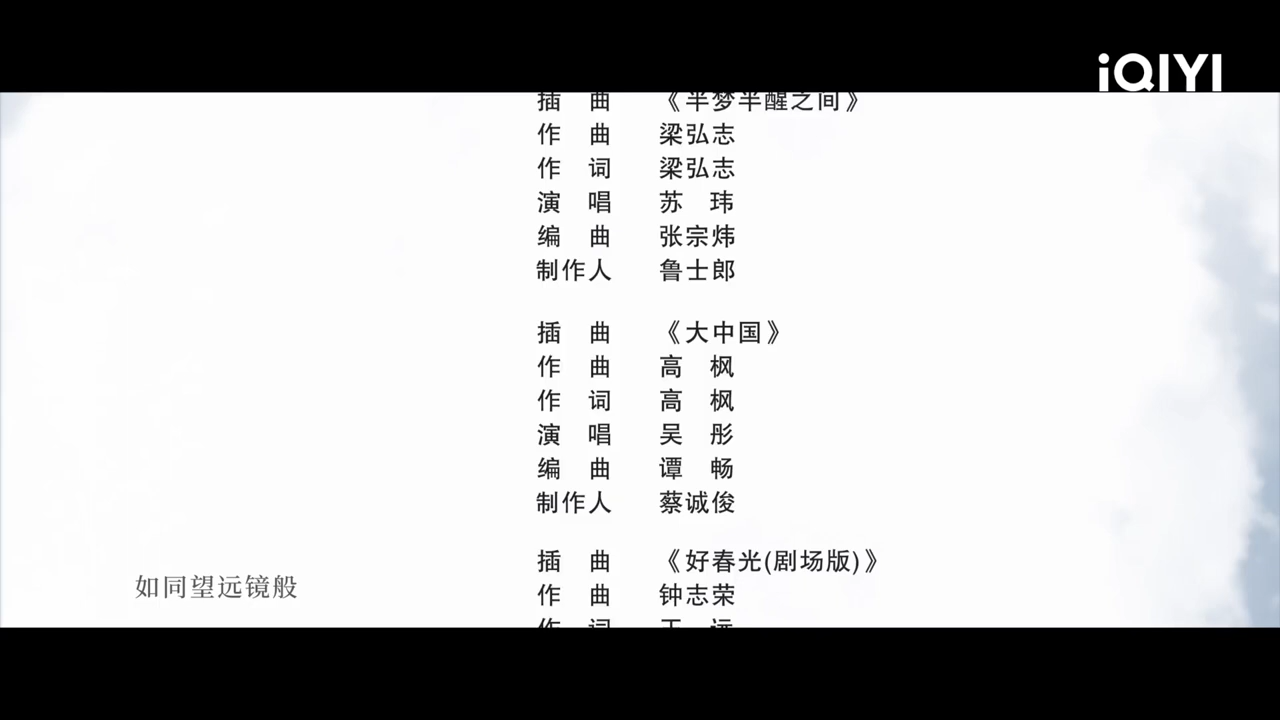 iQIYI
插 曲 《半梦半醒之间》
作 曲 梁弘志
作 词 梁弘志
演 唱 苏 玮
编 曲 张宗炜
制作人 鲁士郎
插 曲 《大中国》
作 曲 高 枫
作 词 高 枫
演 唱 吴 彤
编 曲 谭 畅
制作人 蔡诚俊
插 曲 《好春光(剧场版)》
作 曲 钟志荣
如同望远镜般
作 词